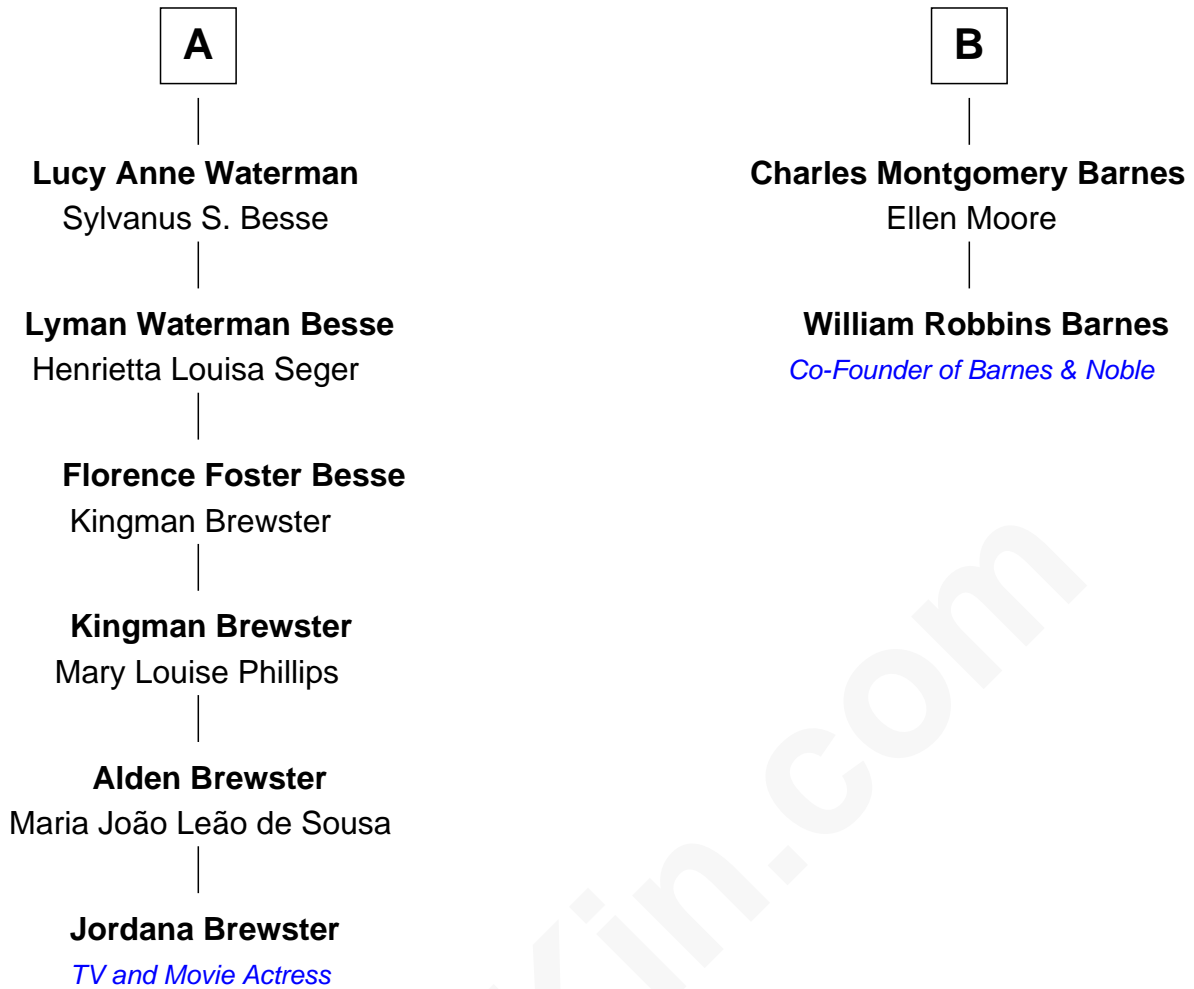 A
Lucy Anne Waterman
Sylvanus S. Besse
Lyman Waterman Besse
Henrietta Louisa Seger
Florence Foster Besse
Kingman Brewster
Kingman Brewster
Mary Louise Phillips
Alden Brewster
Maria João Leão de Sousa
Jordana Brewster
TV and Movie Actress
B
Charles Montgomery Barnes
Ellen Moore
William Robbins Barnes
Co-Founder of Barnes & Noble